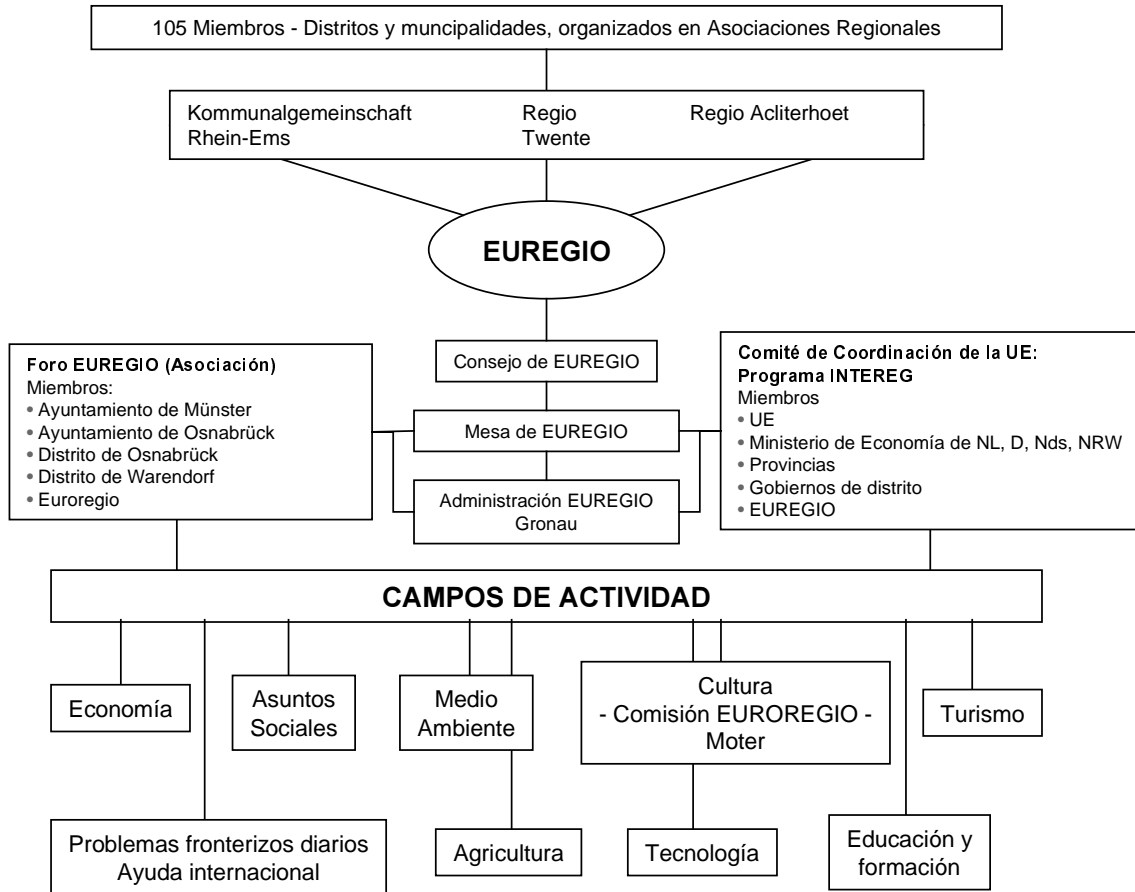 105 Miembros - Distritos y muncipalidades, organizados en Asociaciones Regionales
Kommunalgemeinschaft
Rhein-Ems
Regio
Twente
Regio Acliterhoet
EUREGIO
Consejo de EUREGIO
Mesa de EUREGIO
Administración EUREGIO
Gronau
Foro EUREGIO (Asociación)
Miembros:
• Ayuntamiento de Münster
• Ayuntamiento de Osnabrück
• Distrito de Osnabrück
• Distrito de Warendorf
• Euroregio
Comité de Coordinación de la UE:
Programa INTEREG
Miembros
• UE
• Ministerio de Economía de NL, D, Nds, NRW
• Provincias
• Gobiernos de distrito
• EUREGIO
CAMPOS DE ACTIVIDAD
Economía
Asuntos
Sociales
Medio
Ambiente
Cultura
- Comisión EUROREGIO -
Moter
Turismo
Problemas fronterizos diarios
Ayuda internacional
Agricultura
Tecnología
Educación y
formación